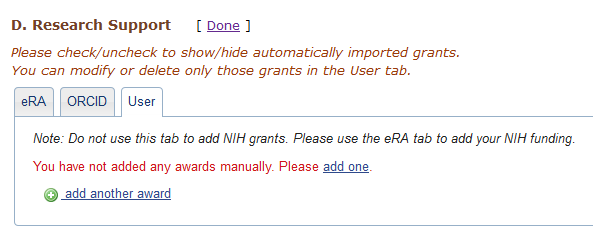 D. Research Support [ Done ]
Please check/uncheck to show/hide automatically imported grants.
You can modify or delete only those grants in the User tab.
eRA ORCID User
Note: Do not use this tab to add NIH grants. Please use the eRA tab to add your NIH funding.
You have not added any awards manually. Please add one.
add another award